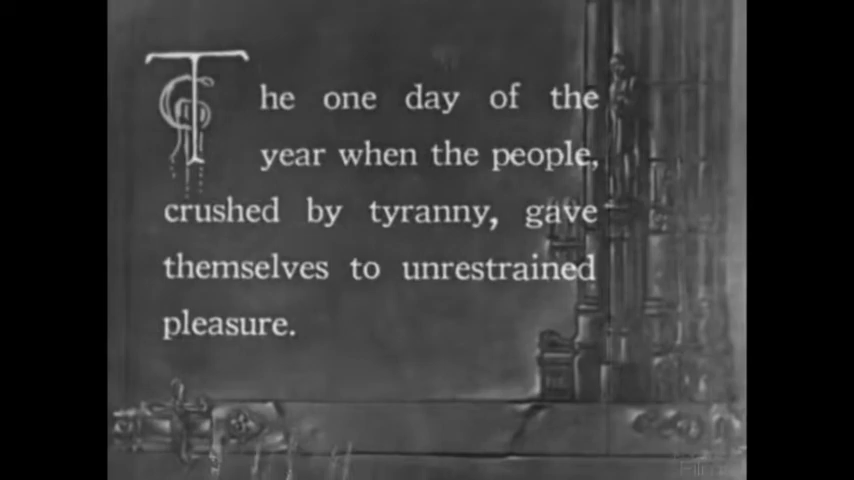 The one day of the
year when the people,
crushed by tyranny, gave
themselves to unrestrained
pleasure.